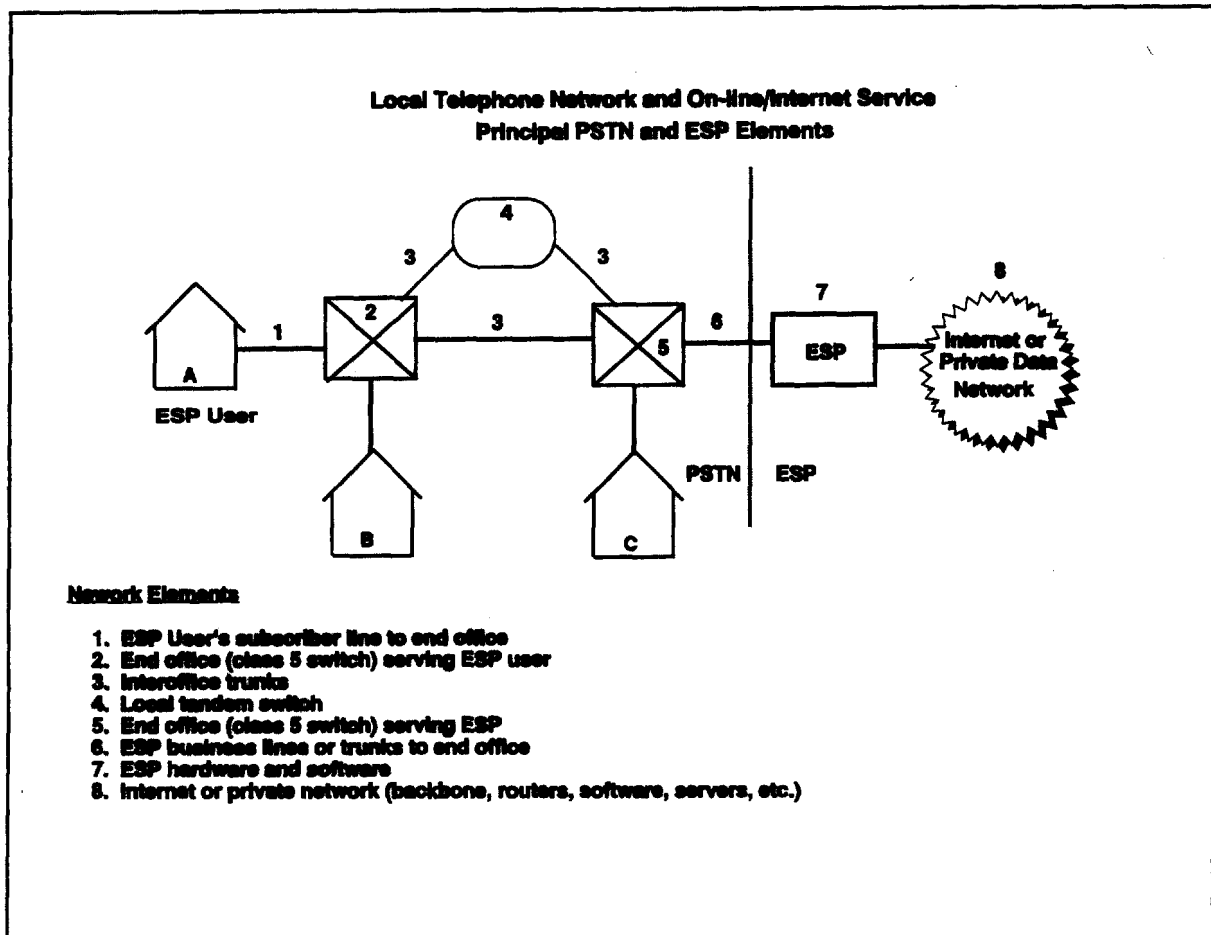 Local Telephone Network and On-line/Internet Service
Principal PSTN and ESP Elements
4
3
3
8
7
2
3
6
1
5
ESP
Internet or
Private Data
Network
A
ESP User
PSTN
ESP
B
C
Nework Elements
1. ESP User's subscriber line to end office
2. End office (class 5 switch) serving ESP user
3. Interoffice trunks
4. Local tandem switch
5. End office (class 5 switch) serving ESP
6. ESP business lines or trunks to end office
7. ESP hardware and software
8. Internet or private network (backbone, routers, software, servers, etc.)